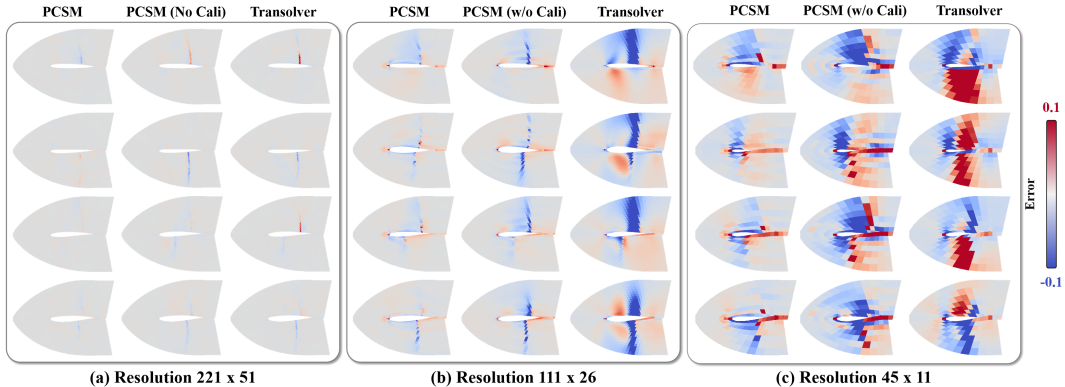 PCSM PCSM (No Cali) Transolver
PCSM PCSM (w/o Cali) Transolver
PCSM PCSM (w/o Cali) Transolver
0.1
Error
-0.1
(a) Resolution 221 x 51
(b) Resolution 111 x 26
(c) Resolution 45 x 11